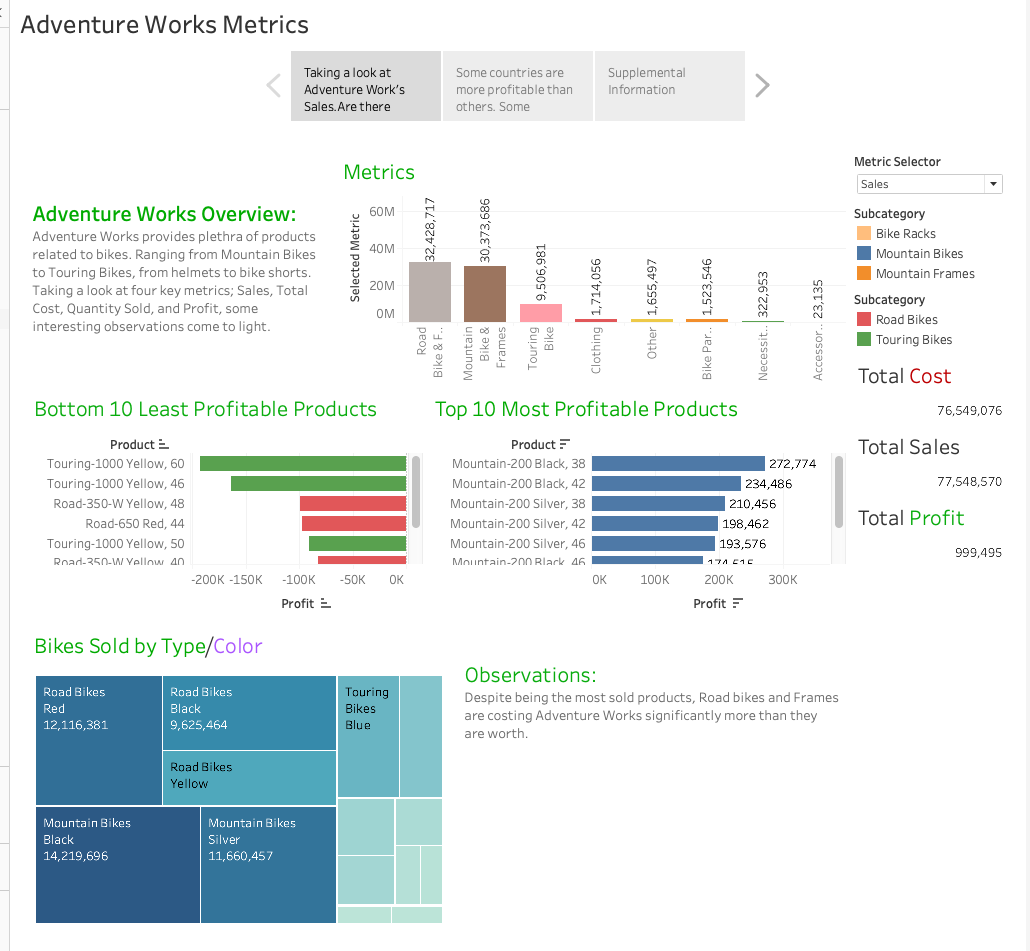 Adventure Works Metrics
Taking a look at
Adventure Work's
Sales.Are there
Some countries are
more profitable than
others. Some
Supplemental
Information
Adventure Works Overview:
Adventure Works provides plethra of products
related to bikes. Ranging from Mountain Bikes
to Touring Bikes, from helmets to bike shorts.
Taking a look at four key metrics; Sales, Total
Cost, Quantity Sold, and Profit, some
interesting observations come to light.
Metrics
Selected Metric
60M
40M
20M
0M
32,428,717
30,373,686
9,506,981
1,714,056
1,655,497
1,523,546
322,953
23,135
Road
Bike & F..
Mountain
Bike &
Frames
Touring
Bike
Clothing
Other
Bike Par..
Necessit..
Accessor..
Metric Selector
Sales
Subcategory
Bike Racks
Mountain Bikes
Mountain Frames
Subcategory
Road Bikes
Touring Bikes
Total Cost
76,549,076
Total Sales
77,548,570
Total Profit
999,495
Bottom 10 Least Profitable Products
Product
Touring-1000 Yellow, 60
Touring-1000 Yellow, 46
Road-350-W Yellow, 48
Road-650 Red, 44
Touring-1000 Yellow, 50
Road-350-W Yellow, 40
-200K -150K -100K -50K 0K
Profit
Top 10 Most Profitable Products
Product
Mountain-200 Black, 38 272,774
Mountain-200 Black, 42 234,486
Mountain-200 Silver, 38 210,456
Mountain-200 Silver, 42 198,462
Mountain-200 Silver, 46 193,576
Mountain-200 Black, 46 174,615
0K 100K 200K 300K
Profit
Bikes Sold by Type/Color
Road Bikes
Red
12,116,381
Road Bikes
Black
9,625,464
Road Bikes
Yellow
Touring
Bikes
Blue
Mountain Bikes
Black
14,219,696
Mountain Bikes
Silver
11,660,457
Observations:
Despite being the most sold products, Road bikes and Frames
are costing Adventure Works significantly more than they
are worth.